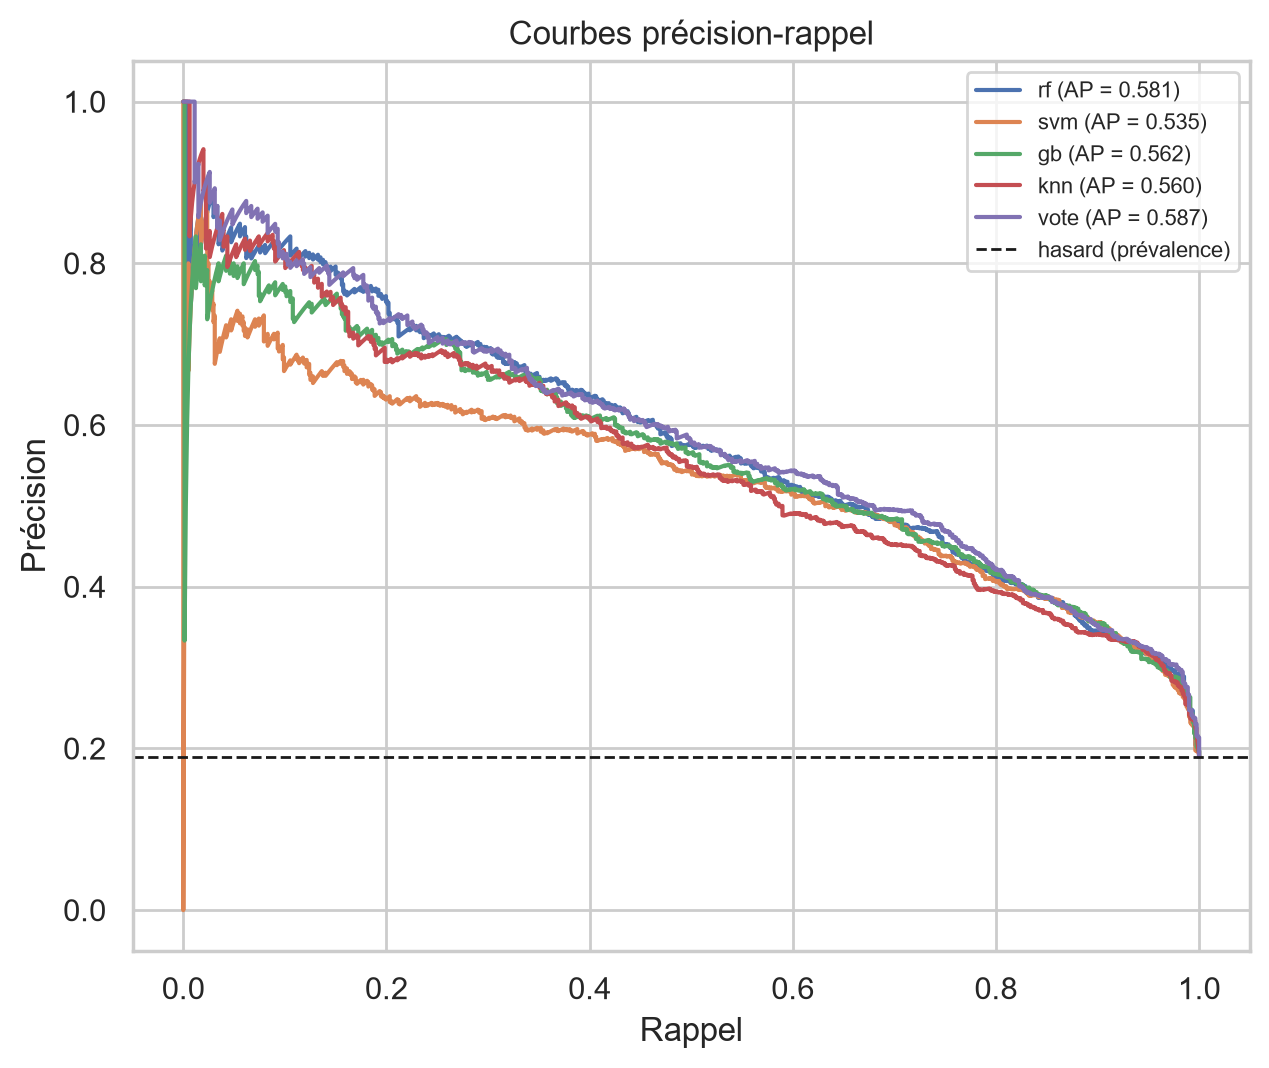 Courbes précision-rappel
rf (AP = 0.581)
svm (AP = 0.535)
gb (AP = 0.562)
knn (AP = 0.560)
vote (AP = 0.587)
hasard (prévalence)
Précision
1.0
0.8
0.6
0.4
0.2
0.0
0.0 0.2 0.4 0.6 0.8 1.0
Rappel